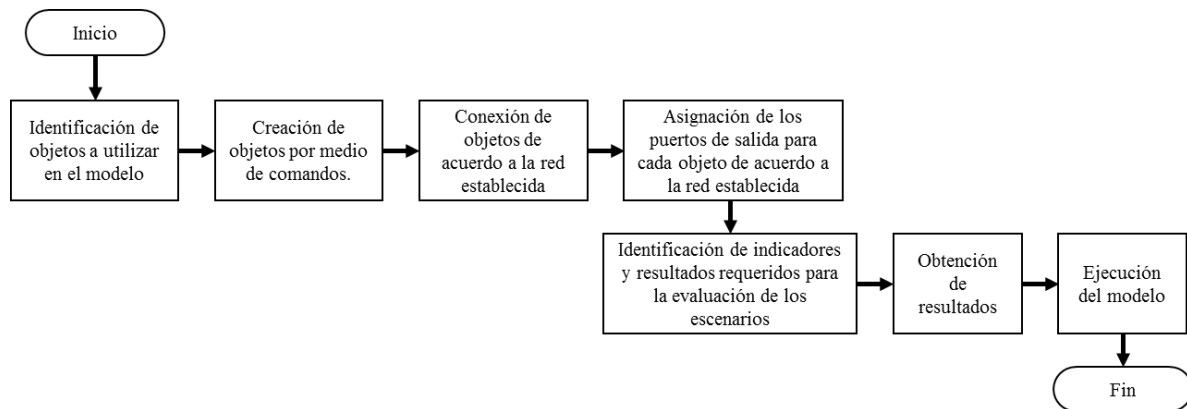 Inicio
Identificación de
objetos a utilizar
en el modelo
Creación de
objetos por medio
de comandos.
Conexión de
objetos de
acuerdo a la red
establecida
Asignación de los
puertos de salida para
cada objeto de acuerdo a
la red establecida
Identificación de indicadores
y resultados requeridos para
la evaluación de los
escenarios
Obtención
de
resultados
Ejecución
del modelo
Fin